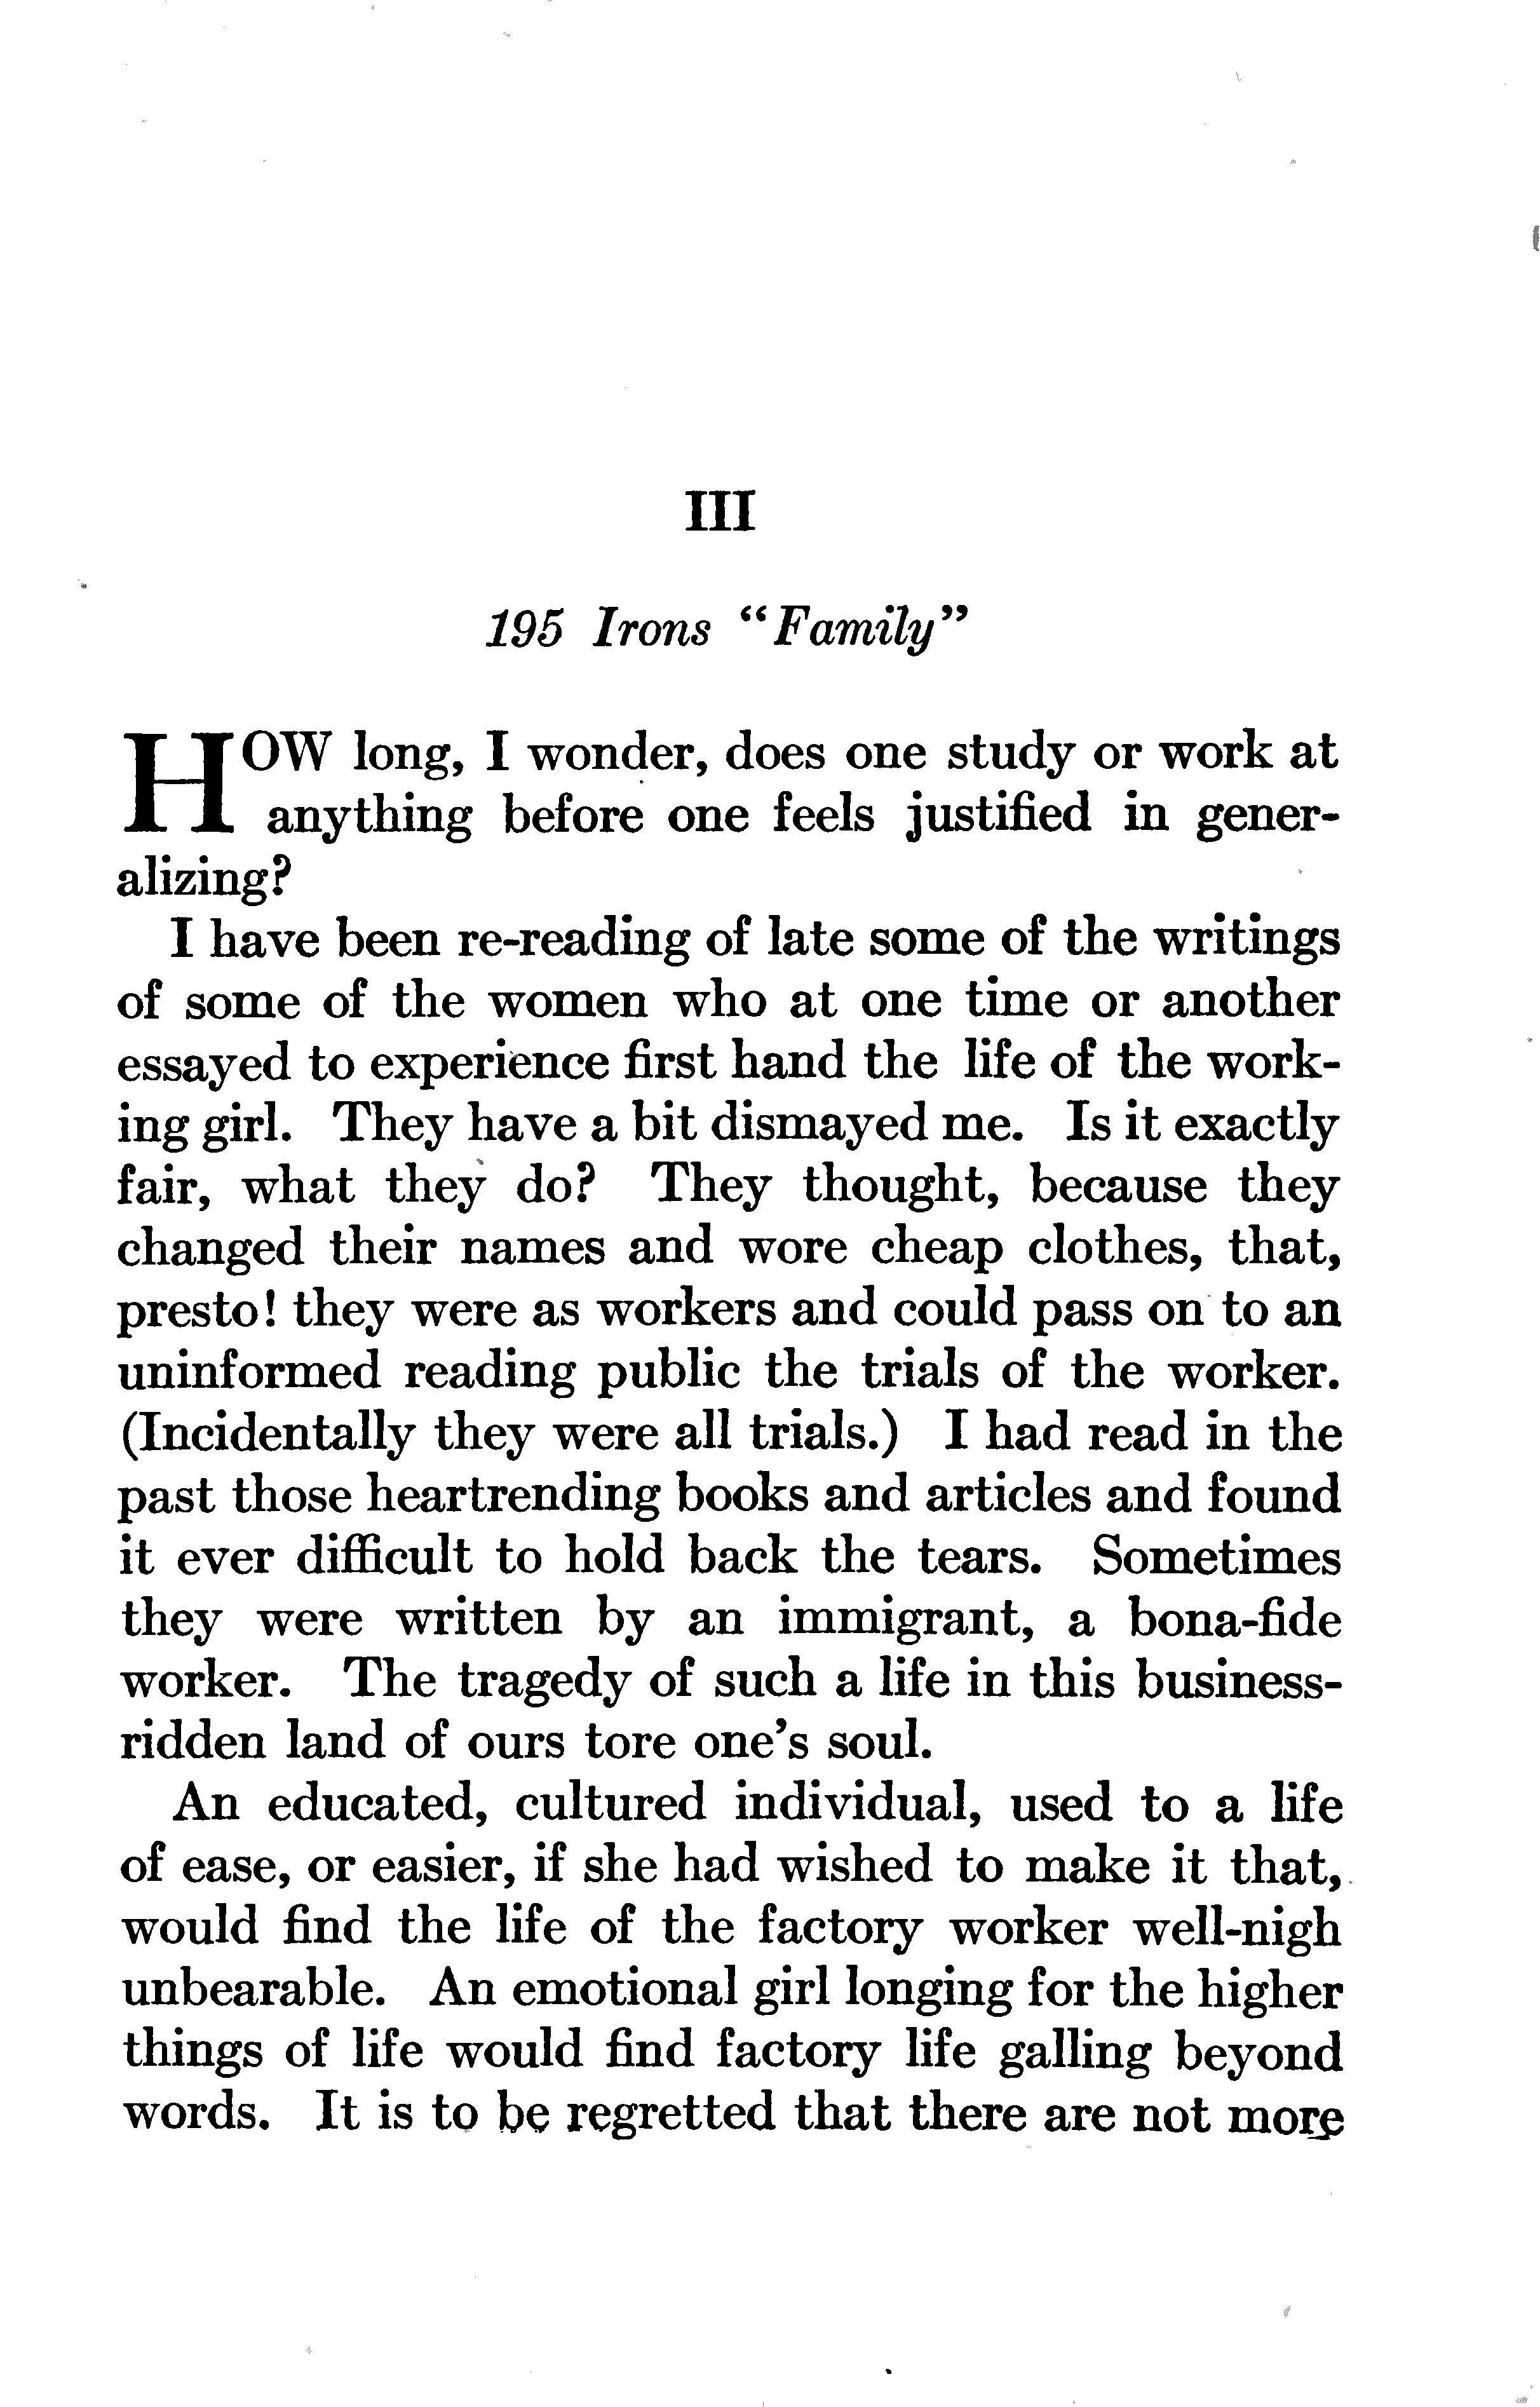 III
195 Irons “Family”
HOW long, I wonder, does one study or work at
anything before one feels justified in gener-
alizing?
I have been re-reading of late some of the writings
of some of the women who at one time or another
essayed to experience first hand the life of the work-
ing girl. They have a bit dismayed me. Is it exactly
fair, what they do? They thought, because they
changed their names and wore cheap clothes, that,
presto! they were as workers and could pass on to an
uninformed reading public the trials of the worker.
(Incidentally they were all trials.) I had read in the
past those heartrending books and articles and found
it ever difficult to hold back the tears. Sometimes
they were written by an immigrant, a bona-fide
worker. The tragedy of such a life in this business-
ridden land of ours tore one’s soul.
An educated, cultured individual, used to a life
of ease, or easier, if she had wished to make it that,
would find the life of the factory worker well-nigh
unbearable. An emotional girl longing for the higher
things of life would find factory life galling beyond
words. It is to be regretted that there are not more